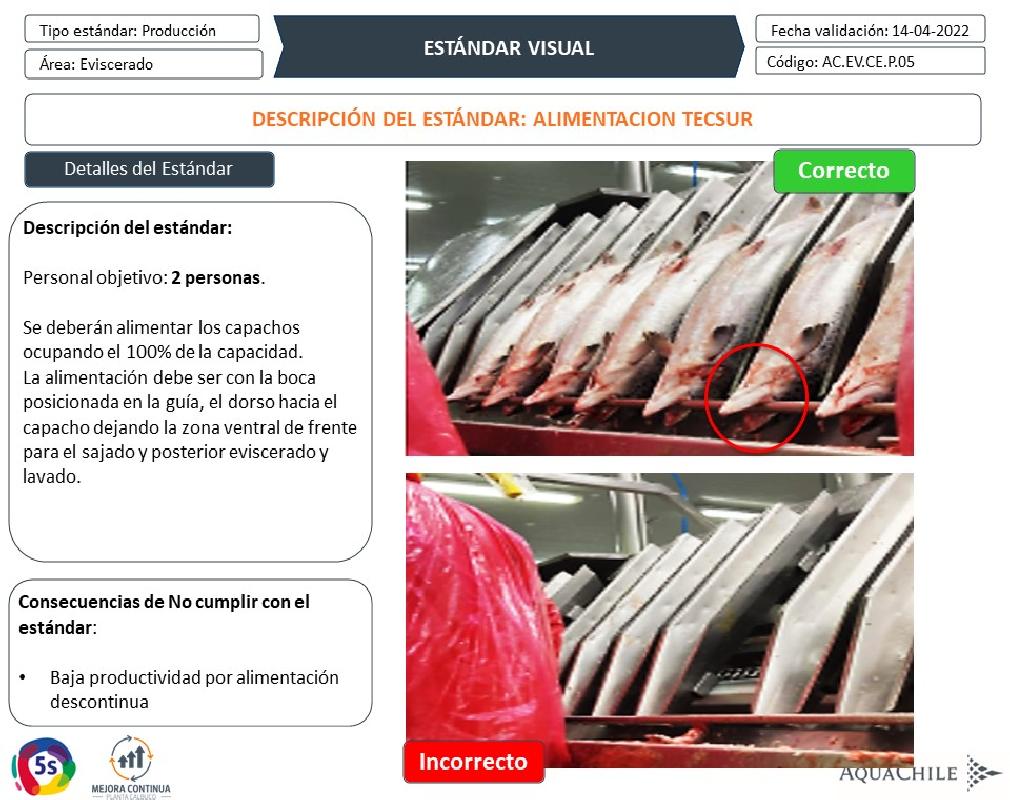 Tipo estándar: Producción
Área: Eviscerado
ESTÁNDAR VISUAL
Fecha validación: 14-04-2022
Código: AC.EV.CE.P.05
DESCRIPCIÓN DEL ESTÁNDAR: ALIMENTACION TECSUR
Detalles del Estándar
Correcto
Descripción del estándar:
Personal objetivo: 2 personas.
Se deberán alimentar los capachos
ocupando el 100% de la capacidad.
La alimentación debe ser con la boca
posicionada en la guía, el dorso hacia el
capacho dejando la zona ventral de frente
para el sajado y posterior eviscerado y
lavado.
Consecuencias de No cumplir con el
estándar:
• Baja productividad por alimentación
descontinua
Incorrecto
5s
MEJORA CONTINUA
PLANTA CALBUCO
AQUACHILE